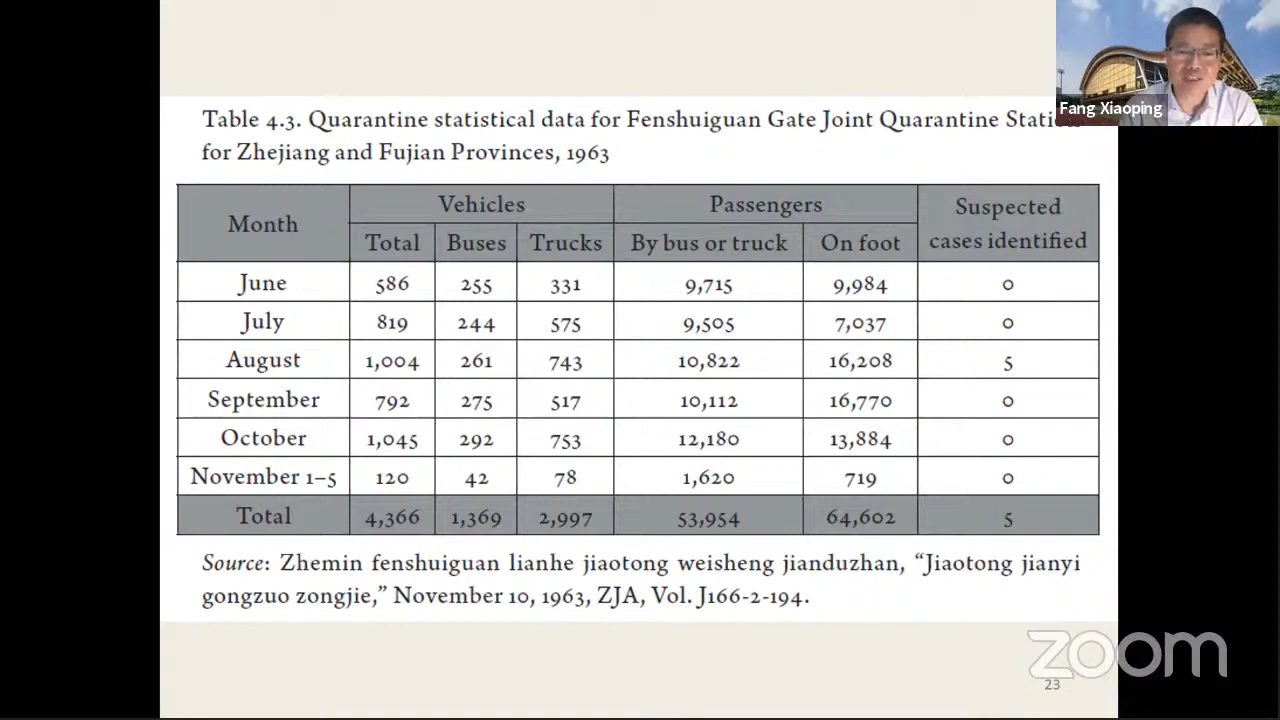 Fang Xiaoping
Table 4.3. Quarantine statistical data for Fenshuiguan Gate Joint Quarantine
for Zhejiang and Fujian Provinces, 1963
Month Vehicles Passengers Suspected cases identified
Total Buses Trucks By bus or truck On foot
June 586 255 331 9,715 9,984 0
July 819 244 575 9,505 7,037 0
August 1,004 261 743 10,822 16,208 5
September 792 275 517 10,112 16,770 0
October 1,045 292 753 12,180 13,884 0
November 1–5 120 42 78 1,620 719 0
Total 4,366 1,369 2,997 53,954 64,602 5
Source: Zhemin fenshuiguan lianhe jiaotong weisheng jianduzhan, “Jiaotong jianyi
gongzuo zongjie,” November 10, 1963, ZJA, Vol. J166-2-194.
zoom
23